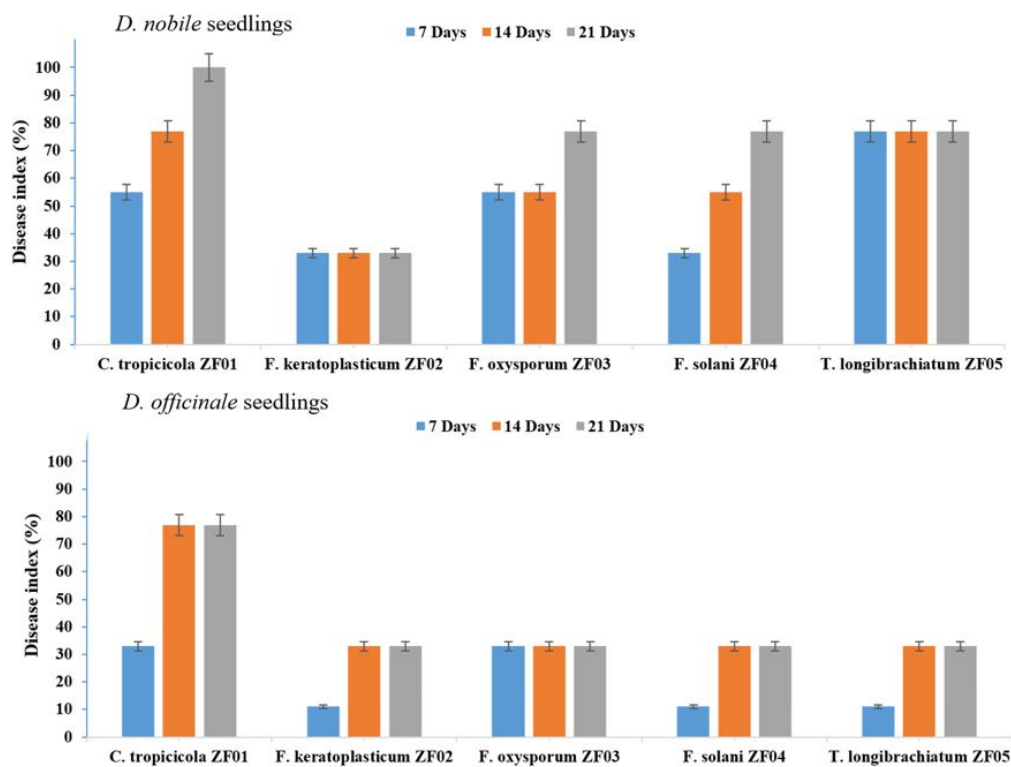 D. nobile seedlings
7 Days 14 Days 21 Days
Disease index (%)
100
90
80
70
60
50
40
30
20
10
0
C. tropicicola ZF01 F. keratoplasticum ZF02 F. oxysporum ZF03 F. solani ZF04 T. longibrachiatum ZF05
D. officinale seedlings
7 Days 14 Days 21 Days
Disease index (%)
100
90
80
70
60
50
40
30
20
10
0
C. tropicicola ZF01 F. keratoplasticum ZF02 F. oxysporum ZF03 F. solani ZF04 T. longibrachiatum ZF05